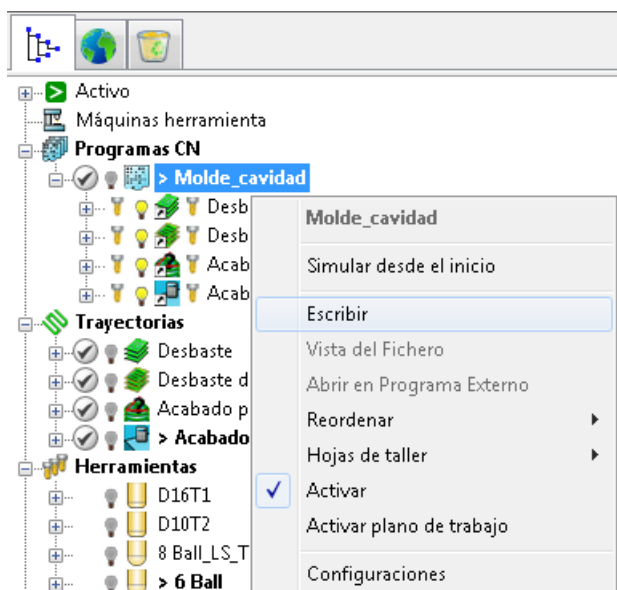 Activo
Máquinas herramienta
Programas CN
> Molde_cavidad
Desb
Desb
Acab
Acab
Trayectorias
Desbaste
Desbaste d
Acabado p
> Acabado
Herramientas
D16T1
D10T2
8 Ball_LS_T
> 6 Ball
Molde_cavidad
Simular desde el inicio
Escribir
Vista del Fichero
Abrir en Programa Externo
Reordenar
Hojas de taller
Activar
Activar plano de trabajo
Configuraciones